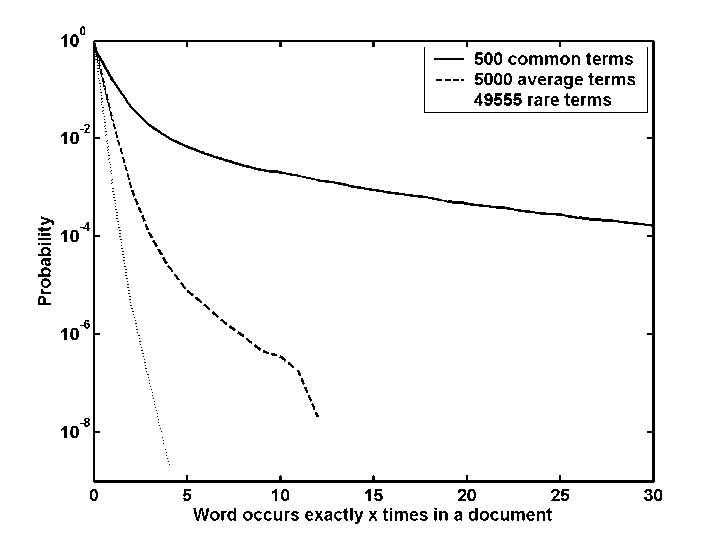 10^0
10^-2
10^-4
10^-6
10^-8
Probability
500 common terms
5000 average terms
49555 rare terms
0 5 10 15 20 25 30
Word occurs exactly x times in a document